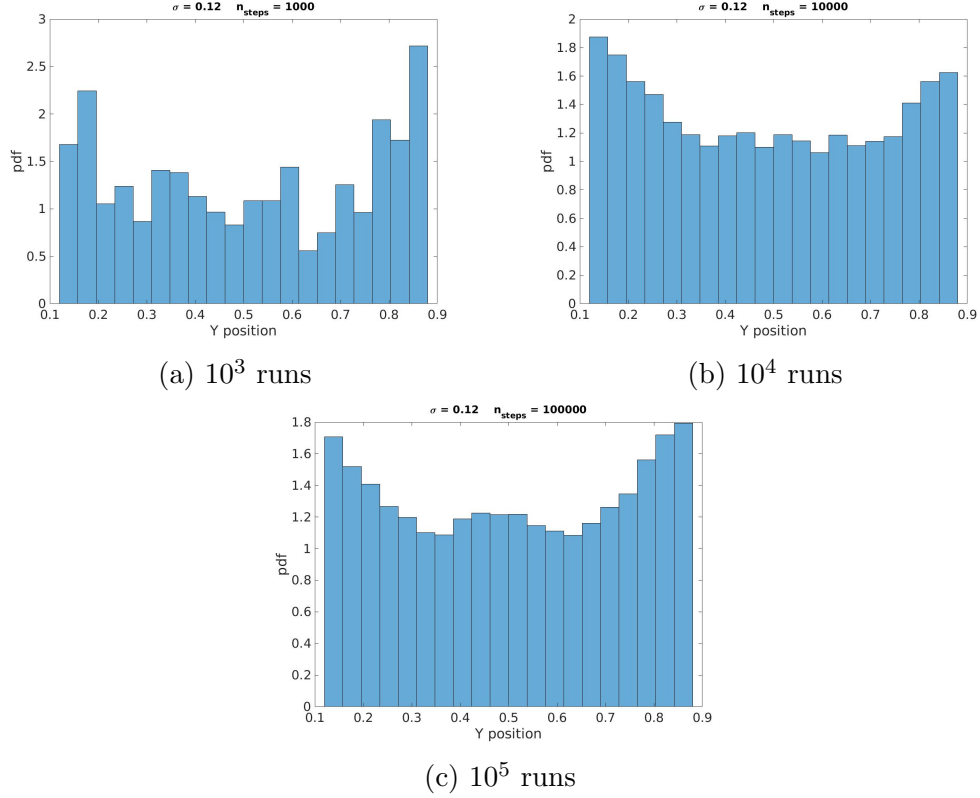 σ = 0.12 n_steps = 1000
3
2.5
2
1.5
1
0.5
0
pdf
0.1 0.2 0.3 0.4 0.5 0.6 0.7 0.8 0.9
Y position
(a) 10^3 runs
σ = 0.12 n_steps = 10000
2
1.8
1.6
1.4
1.2
1
0.8
0.6
0.4
0.2
0
pdf
0.1 0.2 0.3 0.4 0.5 0.6 0.7 0.8 0.9
Y position
(b) 10^4 runs
σ = 0.12 n_steps = 100000
1.8
1.6
1.4
1.2
1
0.8
0.6
0.4
0.2
0
pdf
0.1 0.2 0.3 0.4 0.5 0.6 0.7 0.8 0.9
Y position
(c) 10^5 runs